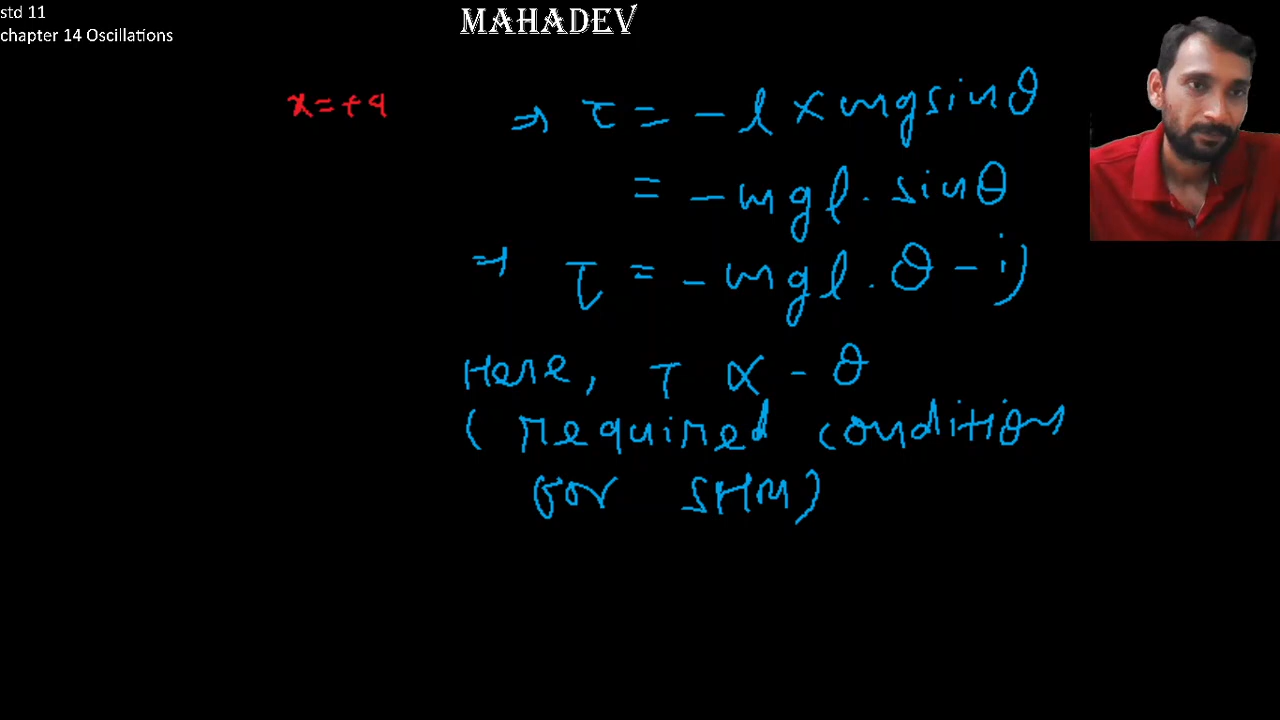 std 11
chapter 14 Oscillations
MAHADEV
x = + a
⇒ τ = - l × mg sinθ
= - mgl · sinθ
⇒ τ = - mgl · θ - i)
Here, τ ∝ - θ
( required condition
for SHM)